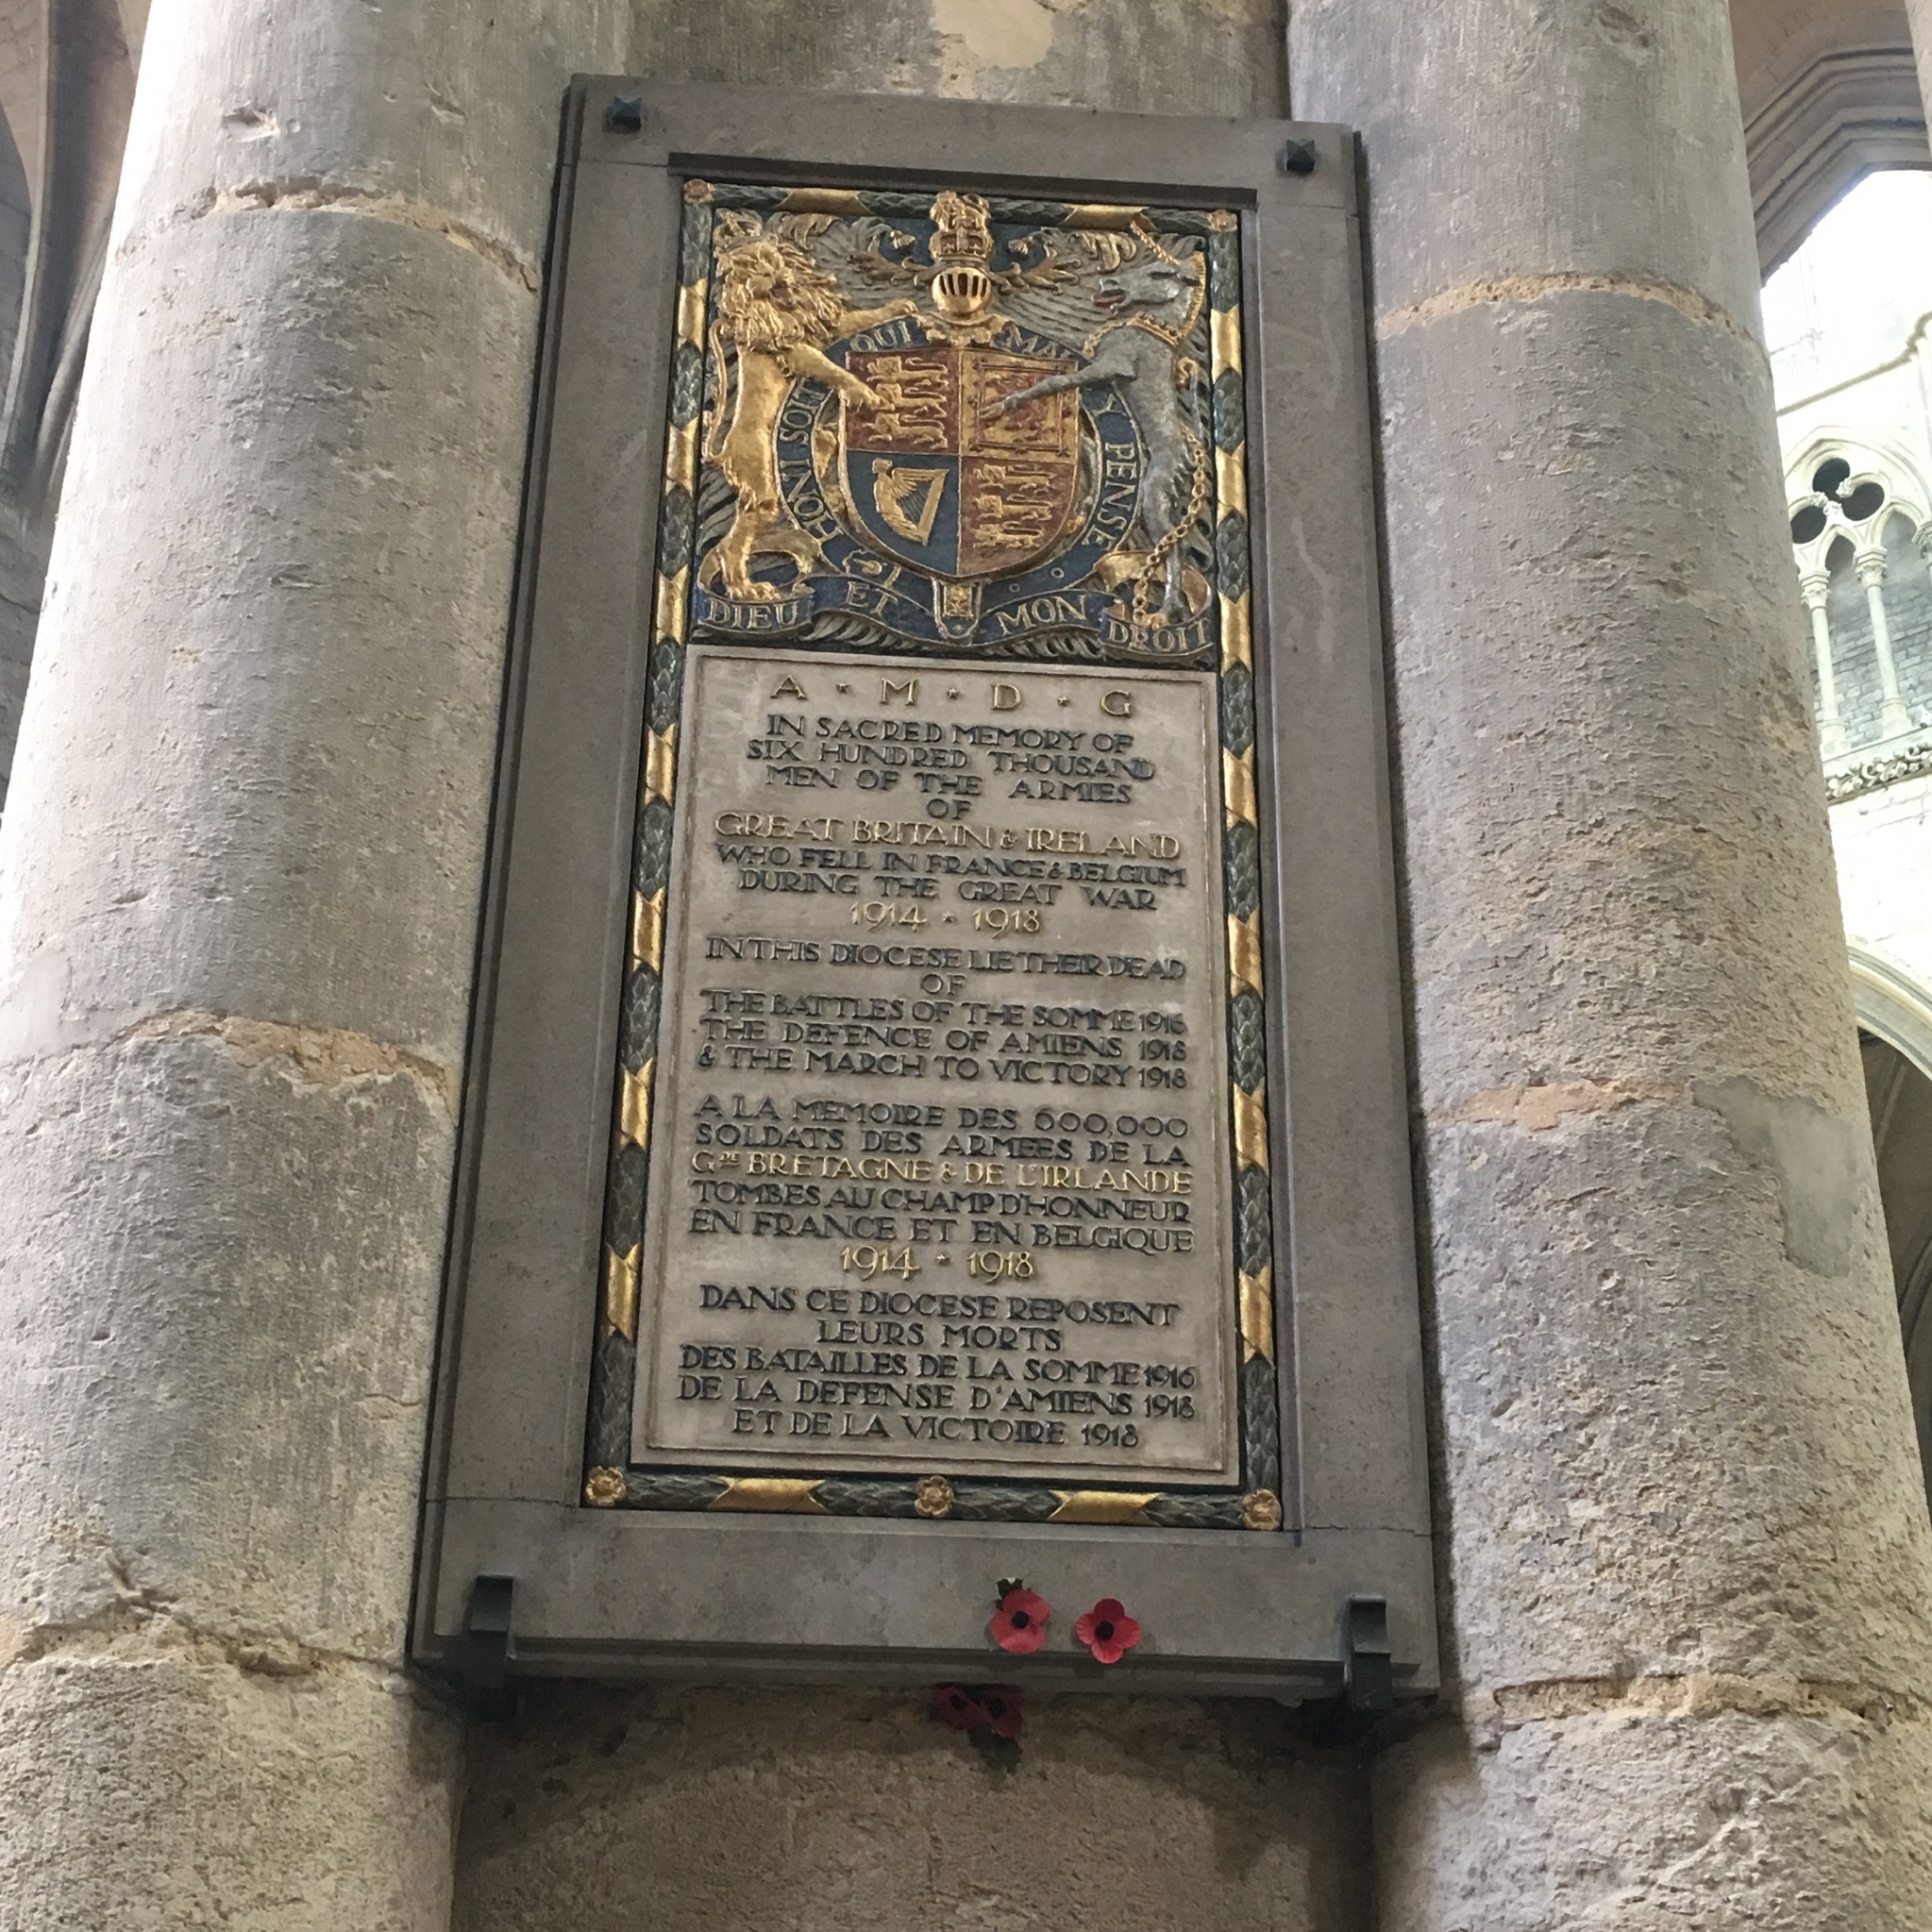 HONI SOIT QUI MAL Y PENSE
DIEU ET MON DROIT
A · M · D · G
IN SACRED MEMORY OF
SIX HUNDRED THOUSAND
MEN OF THE ARMIES
OF
GREAT BRITAIN & IRELAND
WHO FELL IN FRANCE & BELGIUM
DURING THE GREAT WAR
1914 · 1918
IN THIS DIOCESE LIE THEIR DEAD
OF
THE BATTLES OF THE SOMME 1916
THE DEFENCE OF AMIENS 1918
& THE MARCH TO VICTORY 1918
A LA MEMOIRE DES 600,000
SOLDATS DES ARMEES DE LA
GDE BRETAGNE & DE L'IRLANDE
TOMBES AU CHAMP D'HONNEUR
EN FRANCE ET EN BELGIQUE
1914 · 1918
DANS CE DIOCESE REPOSENT
LEURS MORTS
DES BATAILLES DE LA SOMME 1916
DE LA DEFENSE D'AMIENS 1918
ET DE LA VICTOIRE 1918